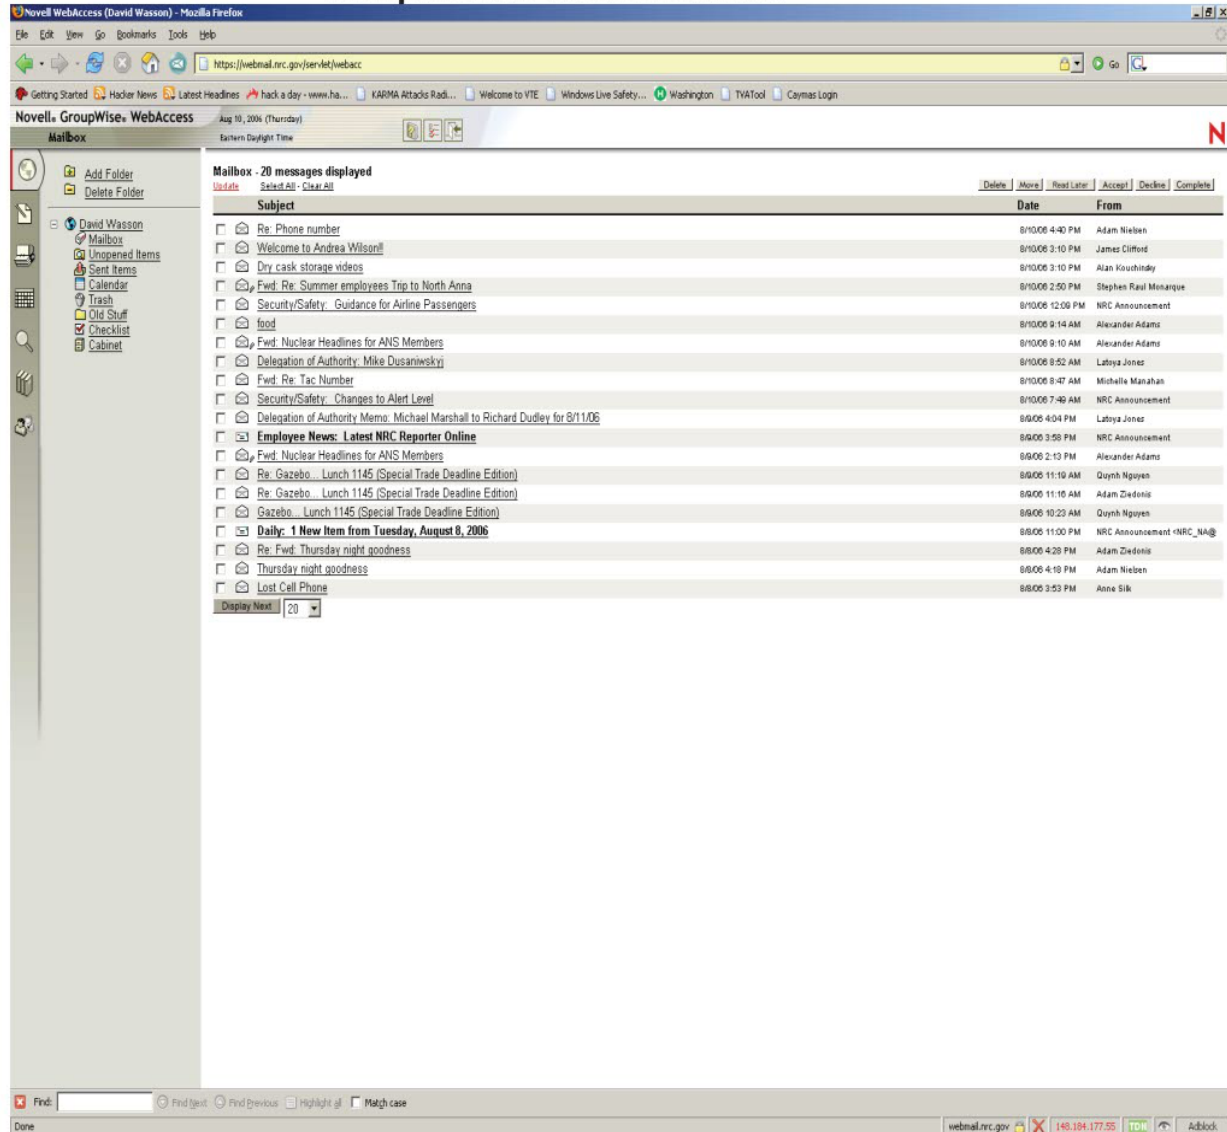 Novell WebAccess (David Wasson) - Mozilla Firefox
File Edit View Go Bookmarks Tools Help
https://webmail.nrc.gov/servlet/webacc Go
Getting Started Hacker News Latest Headlines hack a day - www.ha... KARMA Attacks Radi... Welcome to VTE Windows Live Safety... Washington TVATool Caymas Login
Novell® GroupWise® WebAccess Aug 10, 2006 (Thursday)
Mailbox Eastern Daylight Time N
Add Folder
Delete Folder
David Wasson
Mailbox
Unopened Items
Sent Items
Calendar
Trash
Old Stuff
Checklist
Cabinet
Mailbox - 20 messages displayed
Update Select All - Clear All Delete Move Read Later Accept Decline Complete
Subject Date From
Re: Phone number 8/10/06 4:40 PM Adam Nielsen
Welcome to Andrea Wilson!! 8/10/06 3:10 PM James Clifford
Dry cask storage videos 8/10/06 3:10 PM Alan Kouchinsky
Fwd: Re: Summer employees Trip to North Anna 8/10/06 2:50 PM Stephen Raul Monarque
Security/Safety: Guidance for Airline Passengers 8/10/06 12:09 PM NRC Announcement
food 8/10/06 9:14 AM Alexander Adams
Fwd: Nuclear Headlines for ANS Members 8/10/06 9:10 AM Alexander Adams
Delegation of Authority: Mike Dusaniwskyj 8/10/06 8:52 AM Latoya Jones
Fwd: Re: Tac Number 8/10/06 8:47 AM Michelle Manahan
Security/Safety: Changes to Alert Level 8/10/06 7:49 AM NRC Announcement
Delegation of Authority Memo: Michael Marshall to Richard Dudley for 8/11/06 8/9/06 4:04 PM Latoya Jones
Employee News: Latest NRC Reporter Online 8/9/06 3:58 PM NRC Announcement
Fwd: Nuclear Headlines for ANS Members 8/9/06 2:13 PM Alexander Adams
Re: Gazebo... Lunch 1145 (Special Trade Deadline Edition) 8/9/06 11:19 AM Quynh Nguyen
Re: Gazebo... Lunch 1145 (Special Trade Deadline Edition) 8/9/06 11:16 AM Adam Ziedonis
Gazebo... Lunch 1145 (Special Trade Deadline Edition) 8/9/06 10:23 AM Quynh Nguyen
Daily: 1 New Item from Tuesday, August 8, 2006 8/8/06 11:00 PM NRC Announcement <NRC_NA@
Re: Fwd: Thursday night goodness 8/8/06 4:28 PM Adam Ziedonis
Thursday night goodness 8/8/06 4:18 PM Adam Nielsen
Lost Cell Phone 8/8/06 3:53 PM Anne Silk
Display Next 20
Find: Find Next Find Previous Highlight all Match case
Done webmail.nrc.gov 148.184.177.55 Adblock